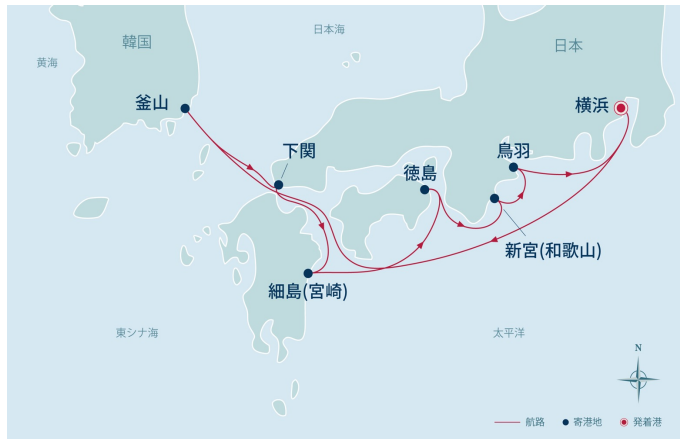 日本海
韓国
日本
黄海
釜山
横浜
下関
鳥羽
徳島
新宮(和歌山)
細島(宮崎)
東シナ海
太平洋
N
航路
寄港地
発着港